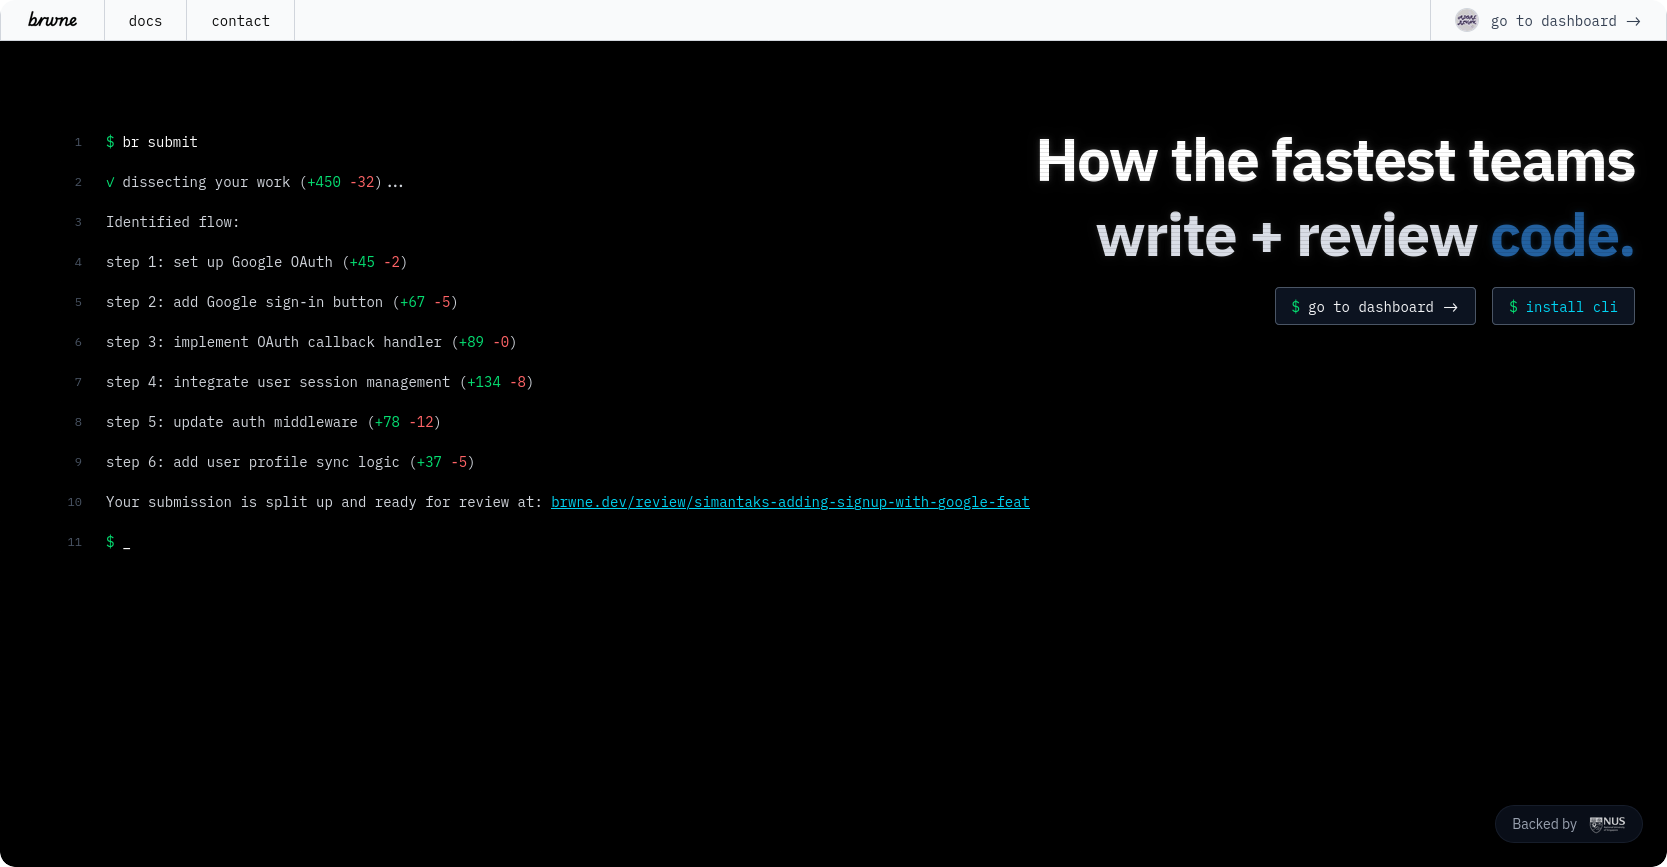 brwne
docs
contact
go to dashboard →
1 $ br submit
2 ✓ dissecting your work (+450 -32)...
3 Identified flow:
4 step 1: set up Google OAuth (+45 -2)
5 step 2: add Google sign-in button (+67 -5)
6 step 3: implement OAuth callback handler (+89 -0)
7 step 4: integrate user session management (+134 -8)
8 step 5: update auth middleware (+78 -12)
9 step 6: add user profile sync logic (+37 -5)
10 Your submission is split up and ready for review at: brwne.dev/review/simantaks-adding-signup-with-google-feat
11 $ _
How the fastest teams
write + review code.
$ go to dashboard →
$ install cli
Backed by NUS